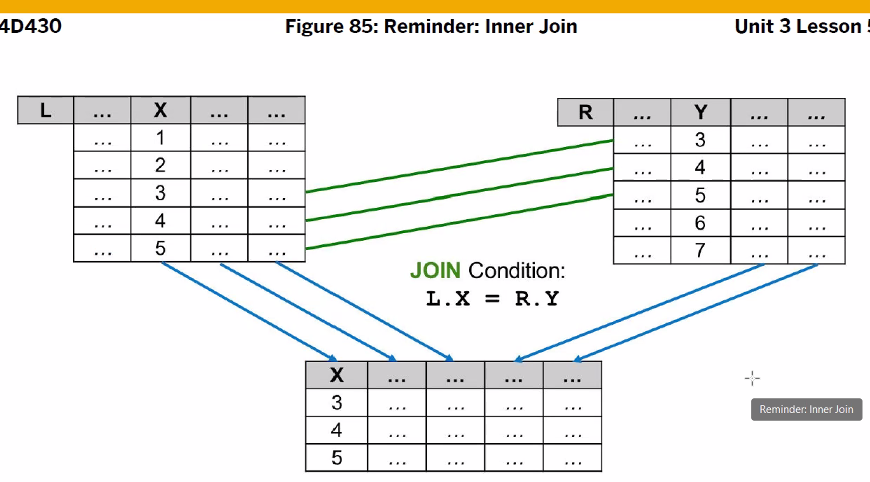 4D430 Figure 85: Reminder: Inner Join Unit 3 Lesson 5
L ... X ... ...
... 1 ... ...
... 2 ... ...
... 3 ... ...
... 4 ... ...
... 5 ... ...
R ... Y ... ...
... 3 ... ...
... 4 ... ...
... 5 ... ...
... 6 ... ...
... 7 ... ...
JOIN Condition:
L.X = R.Y
X ... ... ... ...
3 ... ... ... ...
4 ... ... ... ...
5 ... ... ... ...
Reminder: Inner Join